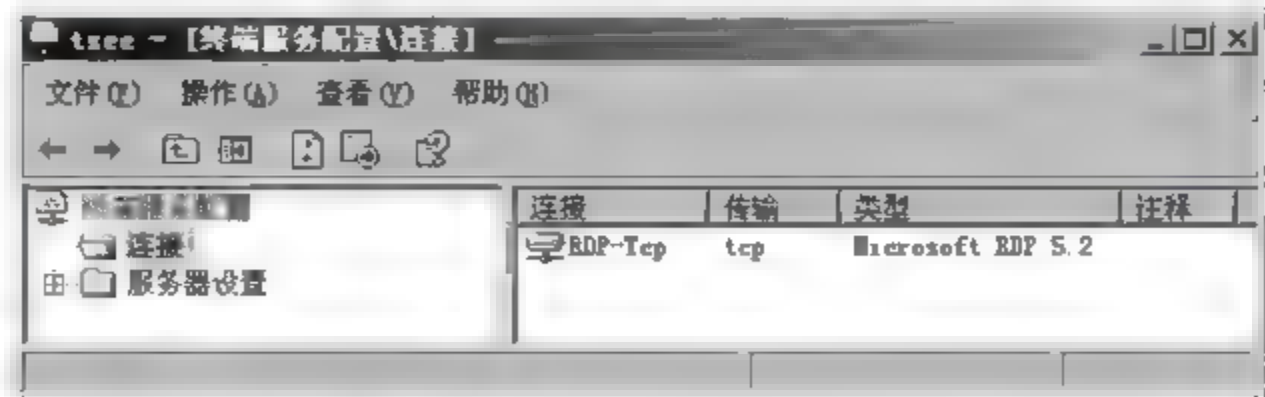 tscc - [终端服务配置\连接]
文件(F) 操作(A) 查看(V) 帮助(H)
连接 传输 类型 注释
连接
服务器设置
RDP-Tcp tcp Microsoft RDP 5.2